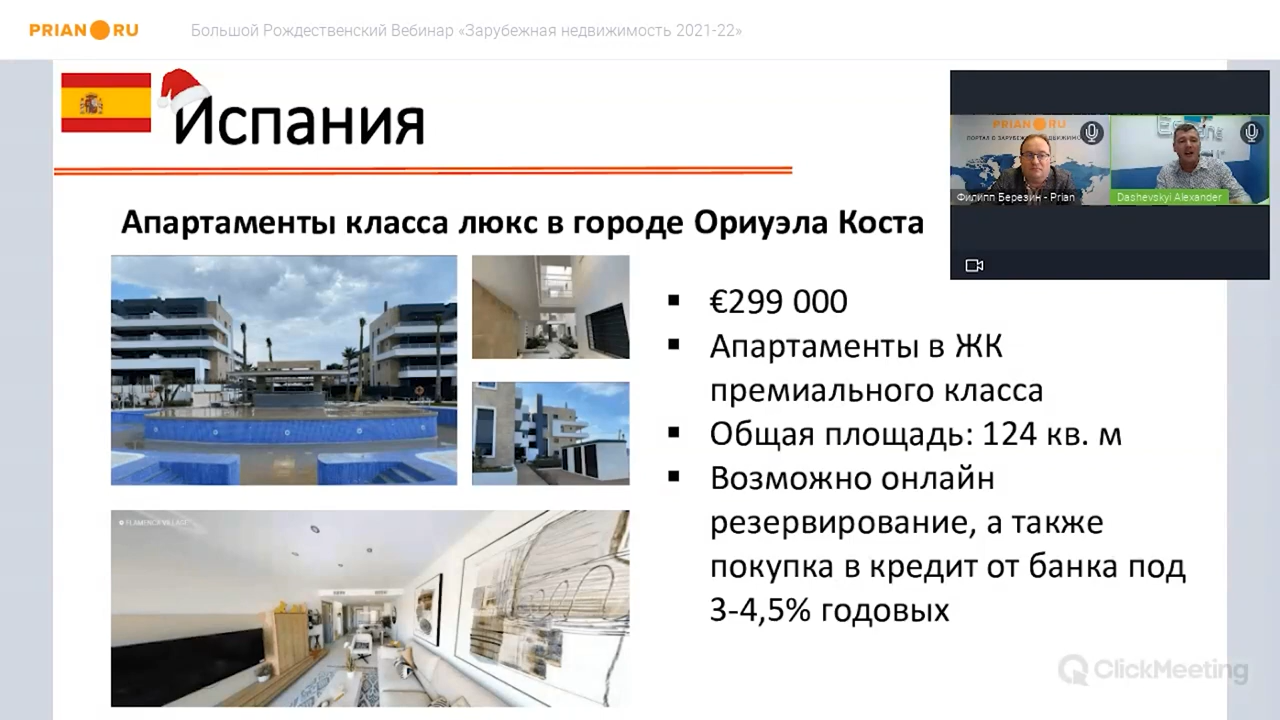 PRIAN RU
Большой Рождественский Вебинар «Зарубежная недвижимость 2021-22»
Испания
PRIAN RU
Филипп Березин - Prian
Dashevskyi Alexander
Апартаменты класса люкс в городе Ориуэла Коста
€299 000
Апартаменты в ЖК
премиального класса
Общая площадь: 124 кв. м
Возможно онлайн
резервирование, а также
покупка в кредит от банка под
3-4,5% годовых
FLAMENCA VILLAGE
ClickMeeting